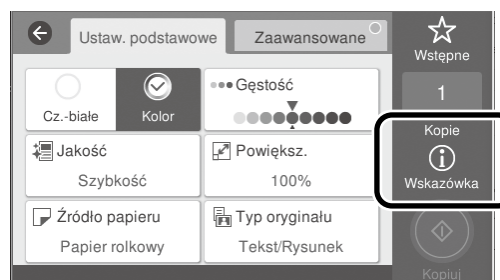 Ustaw. podstawowe
Zaawansowane
Wstępne
Cz.-białe
Kolor
Gęstość
1
Kopie
Jakość
Szybkość
Powiększ.
100%
Wskazówka
Źródło papieru
Papier rolkowy
Typ oryginału
Tekst/Rysunek
Kopiuj